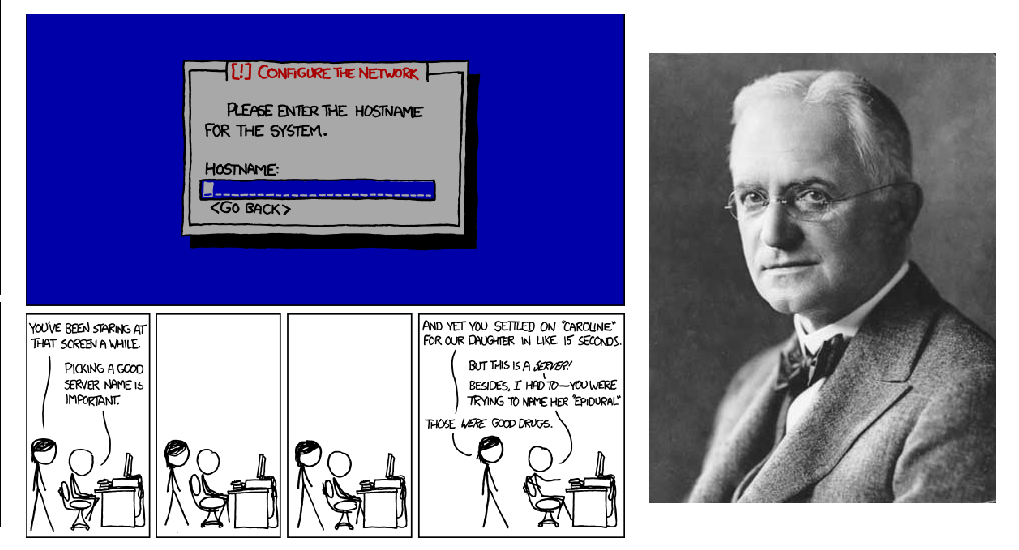 [!] CONFIGURE THE NETWORK
PLEASE ENTER THE HOSTNAME
FOR THE SYSTEM.
HOSTNAME:
<GO BACK>
YOU'VE BEEN STARING AT
THAT SCREEN A WHILE.
PICKING A GOOD
SERVER NAME IS
IMPORTANT.
AND YET YOU SETTLED ON "CAROLINE"
FOR OUR DAUGHTER IN LIKE 15 SECONDS.
BUT THIS IS A SERVER!
BESIDES, I HAD TO—YOU WERE
TRYING TO NAME HER "EPIDURAL"
THOSE WERE GOOD DRUGS.